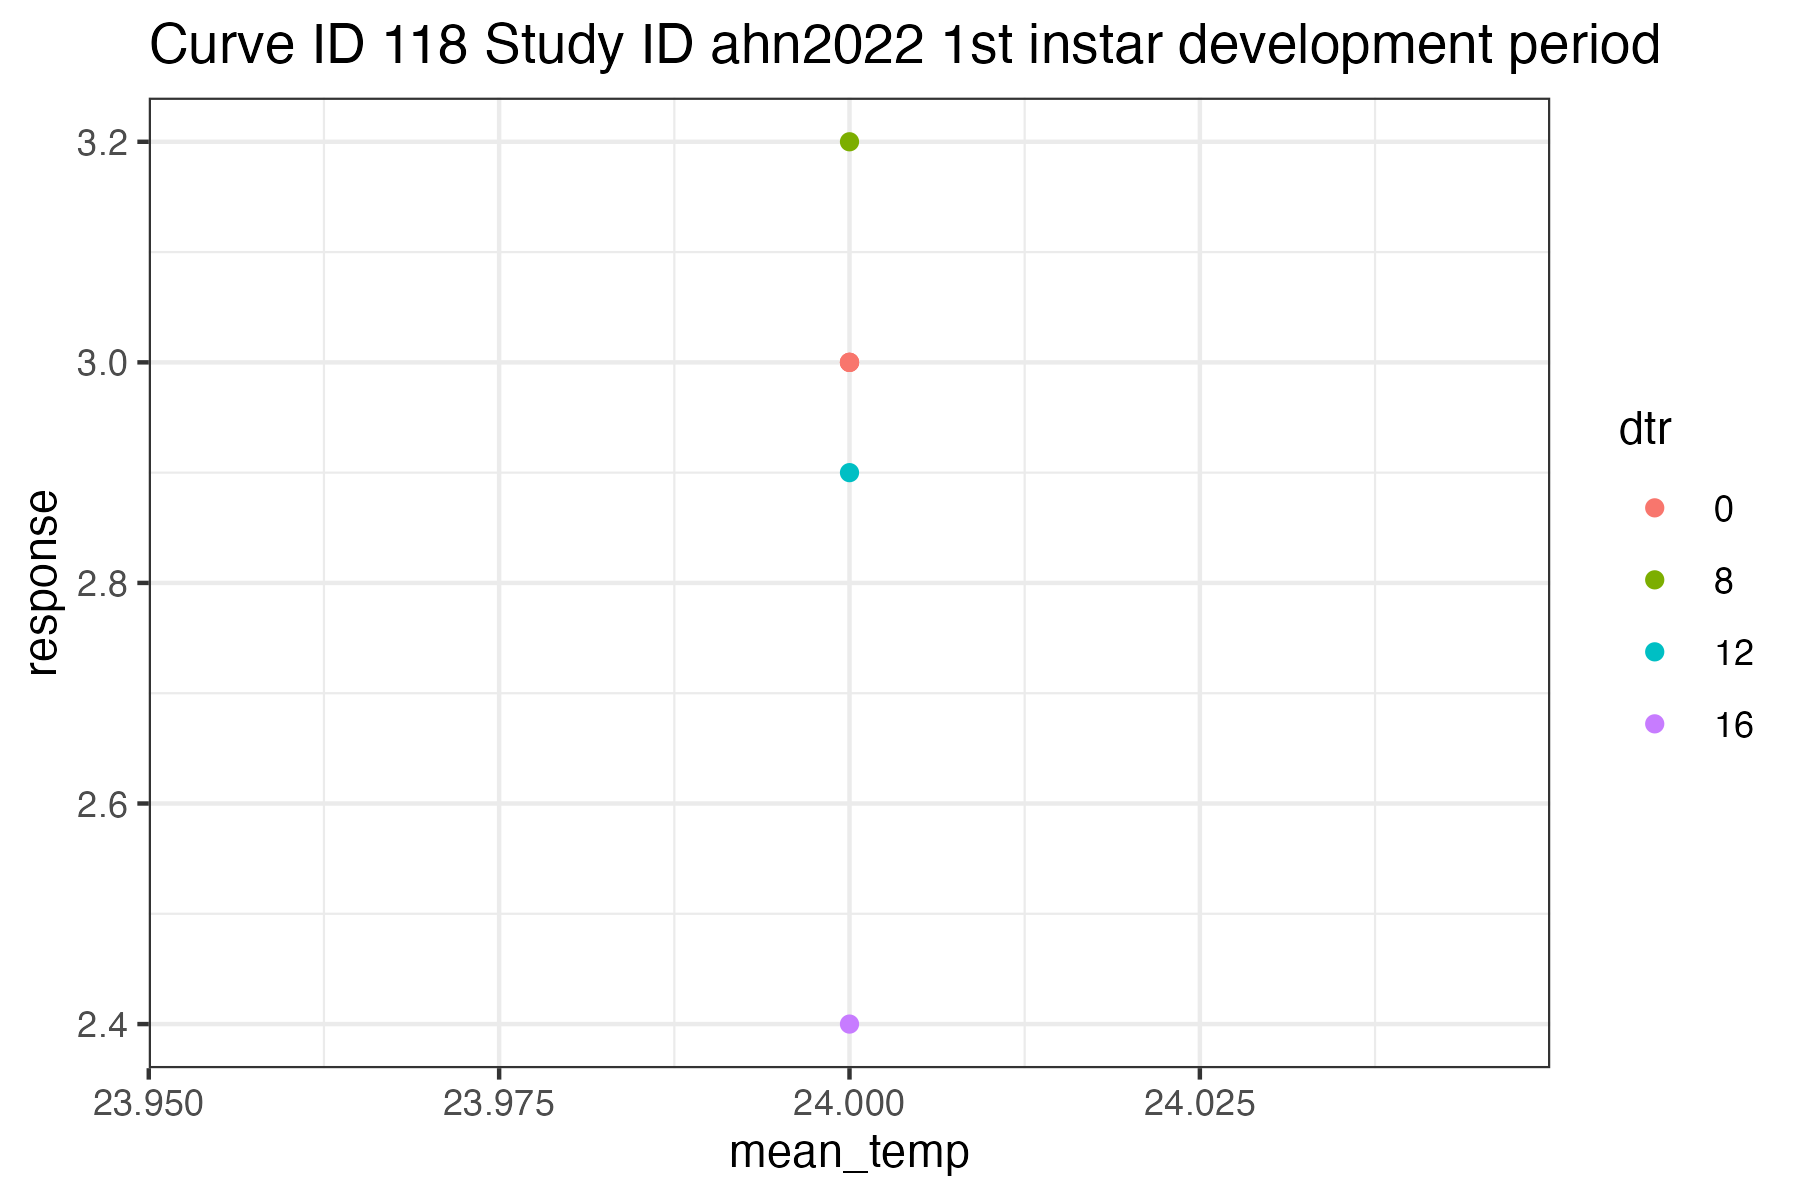 Curve ID 118 Study ID ahn2022 1st instar development period
response
3.2
3.0
2.8
2.6
2.4
23.950 23.975 24.000 24.025
mean_temp
dtr
0
8
12
16